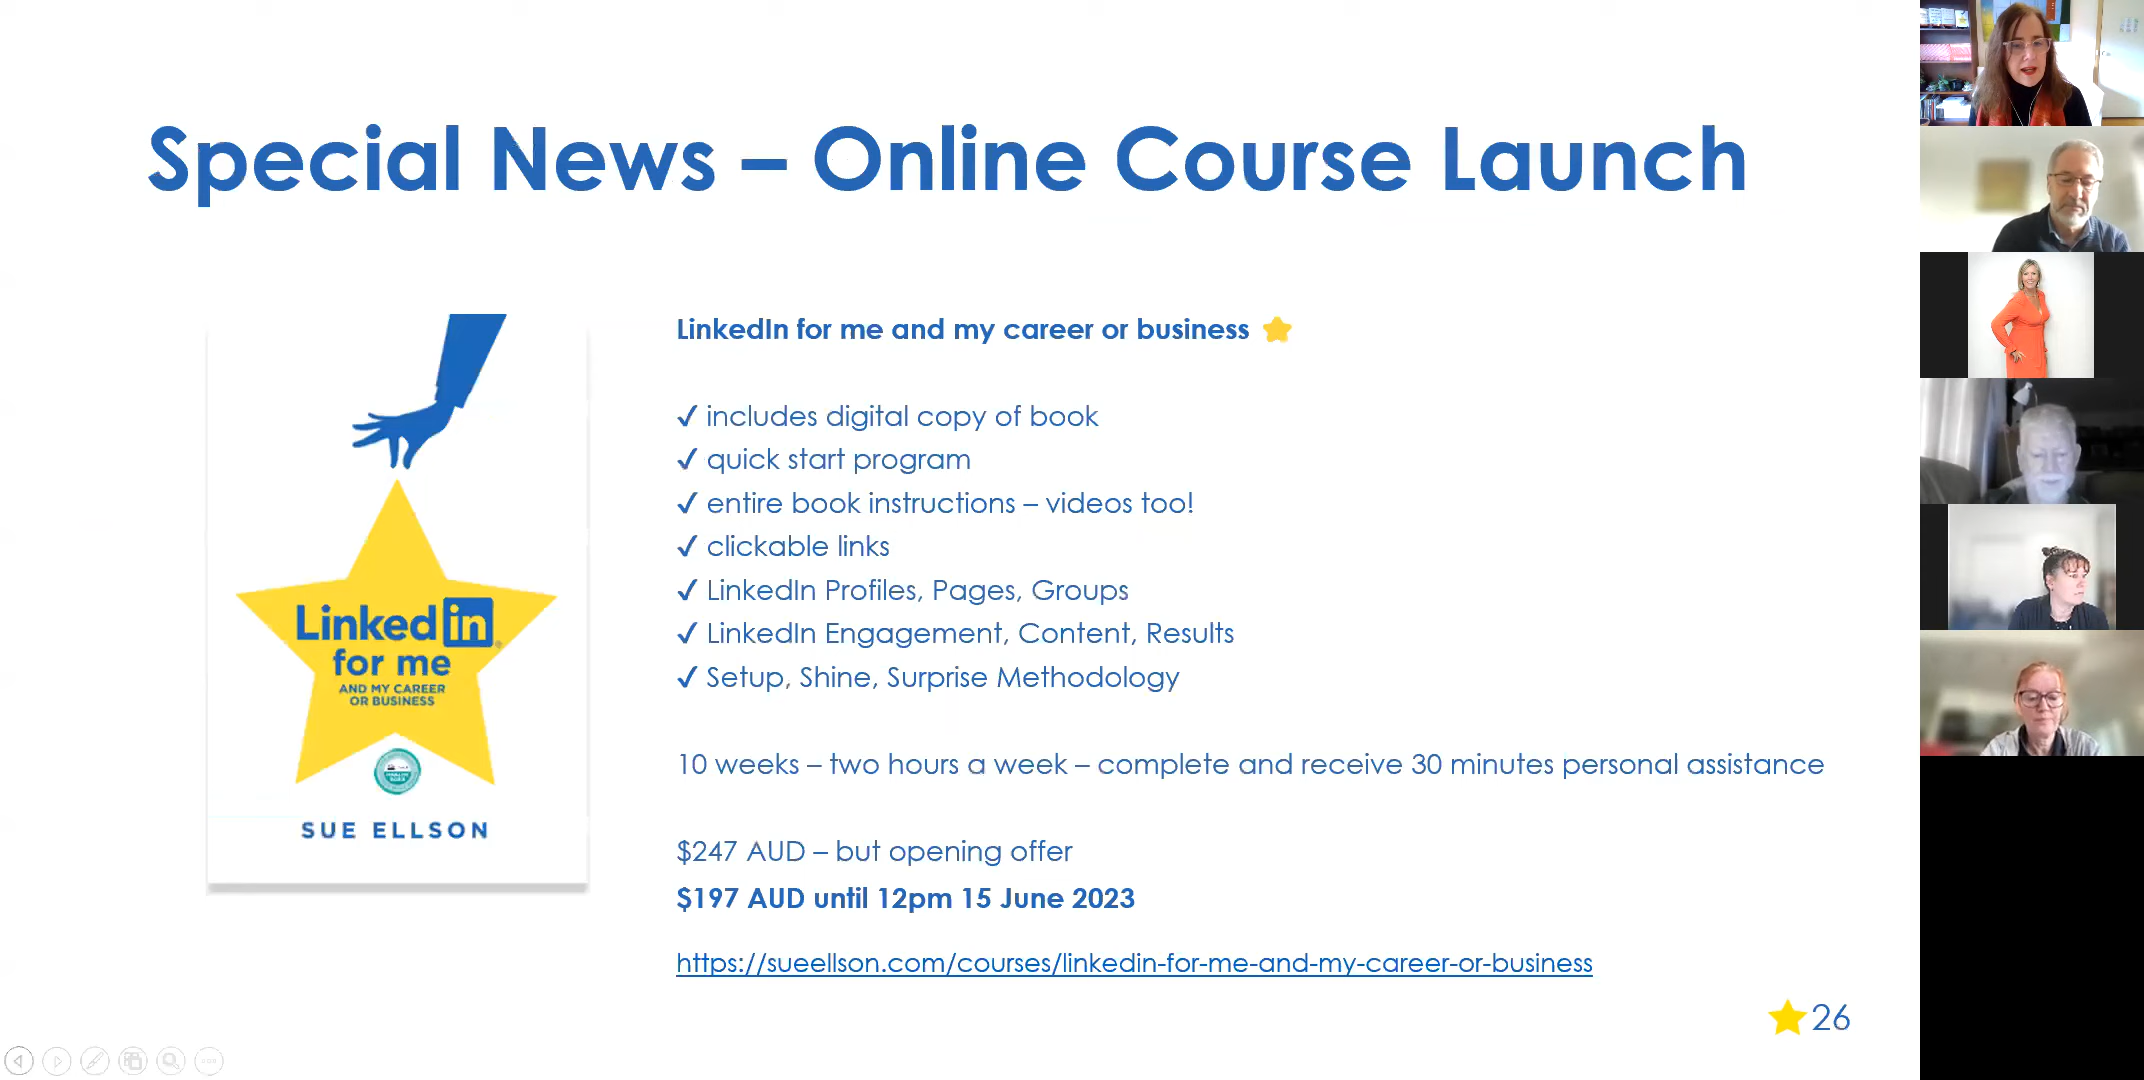 Special News – Online Course Launch
LinkedIn for me and my career or business
✓ includes digital copy of book
✓ quick start program
✓ entire book instructions – videos too!
✓ clickable links
✓ LinkedIn Profiles, Pages, Groups
✓ LinkedIn Engagement, Content, Results
✓ Setup, Shine, Surprise Methodology
10 weeks – two hours a week – complete and receive 30 minutes personal assistance
$247 AUD – but opening offer
$197 AUD until 12pm 15 June 2023
https://sueellson.com/courses/linkedin-for-me-and-my-career-or-business
Linked in
for me
AND MY CAREER
OR BUSINESS
SUE ELLSON
26